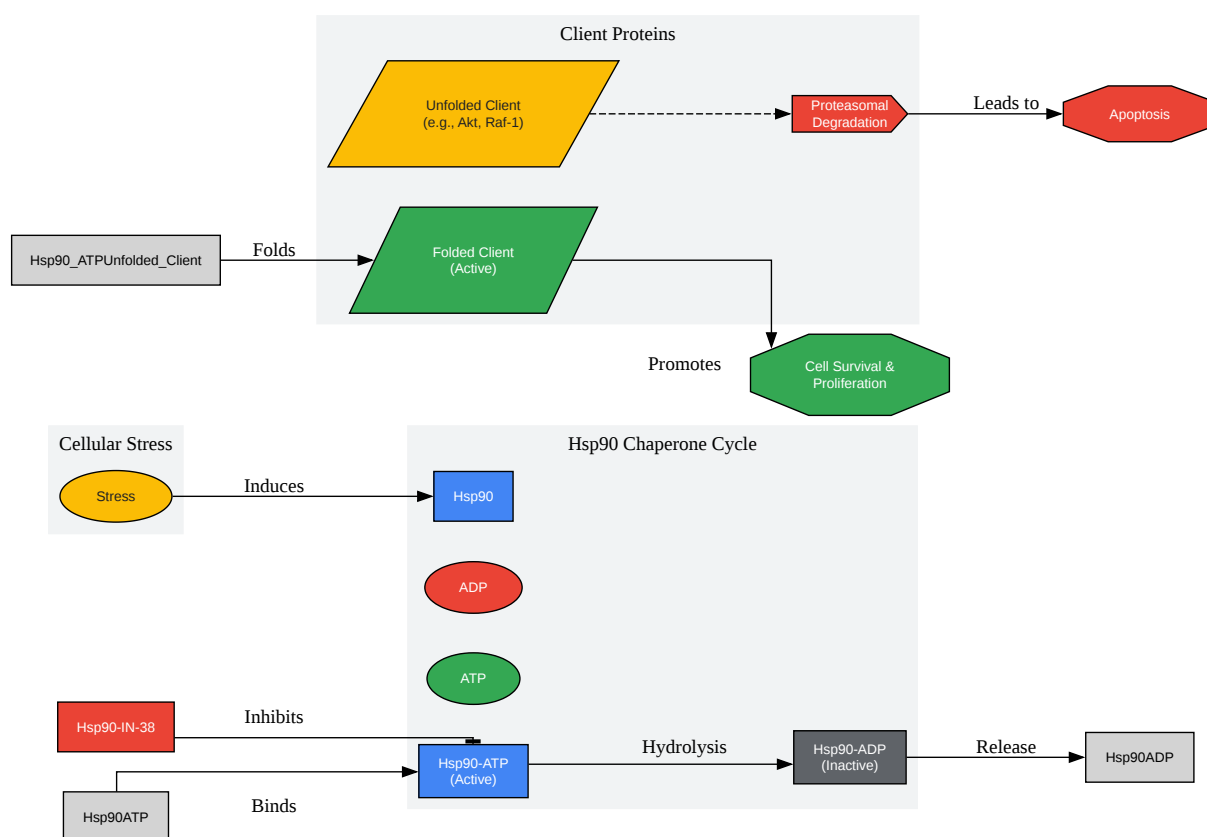 Client Proteins
Unfolded Client
(e.g., Akt, Raf-1)
Proteasomal
Degradation
Leads to
Apoptosis
Hsp90_ATPUnfolded_Client
Folds
Folded Client
(Active)
Promotes
Cell Survival &
Proliferation
Cellular Stress
Stress
Induces
Hsp90 Chaperone Cycle
Hsp90
ADP
ATP
Hsp90-IN-38
Inhibits
Hsp90-ATP
(Active)
Hydrolysis
Hsp90-ADP
(Inactive)
Release
Hsp90ADP
Hsp90ATP
Binds